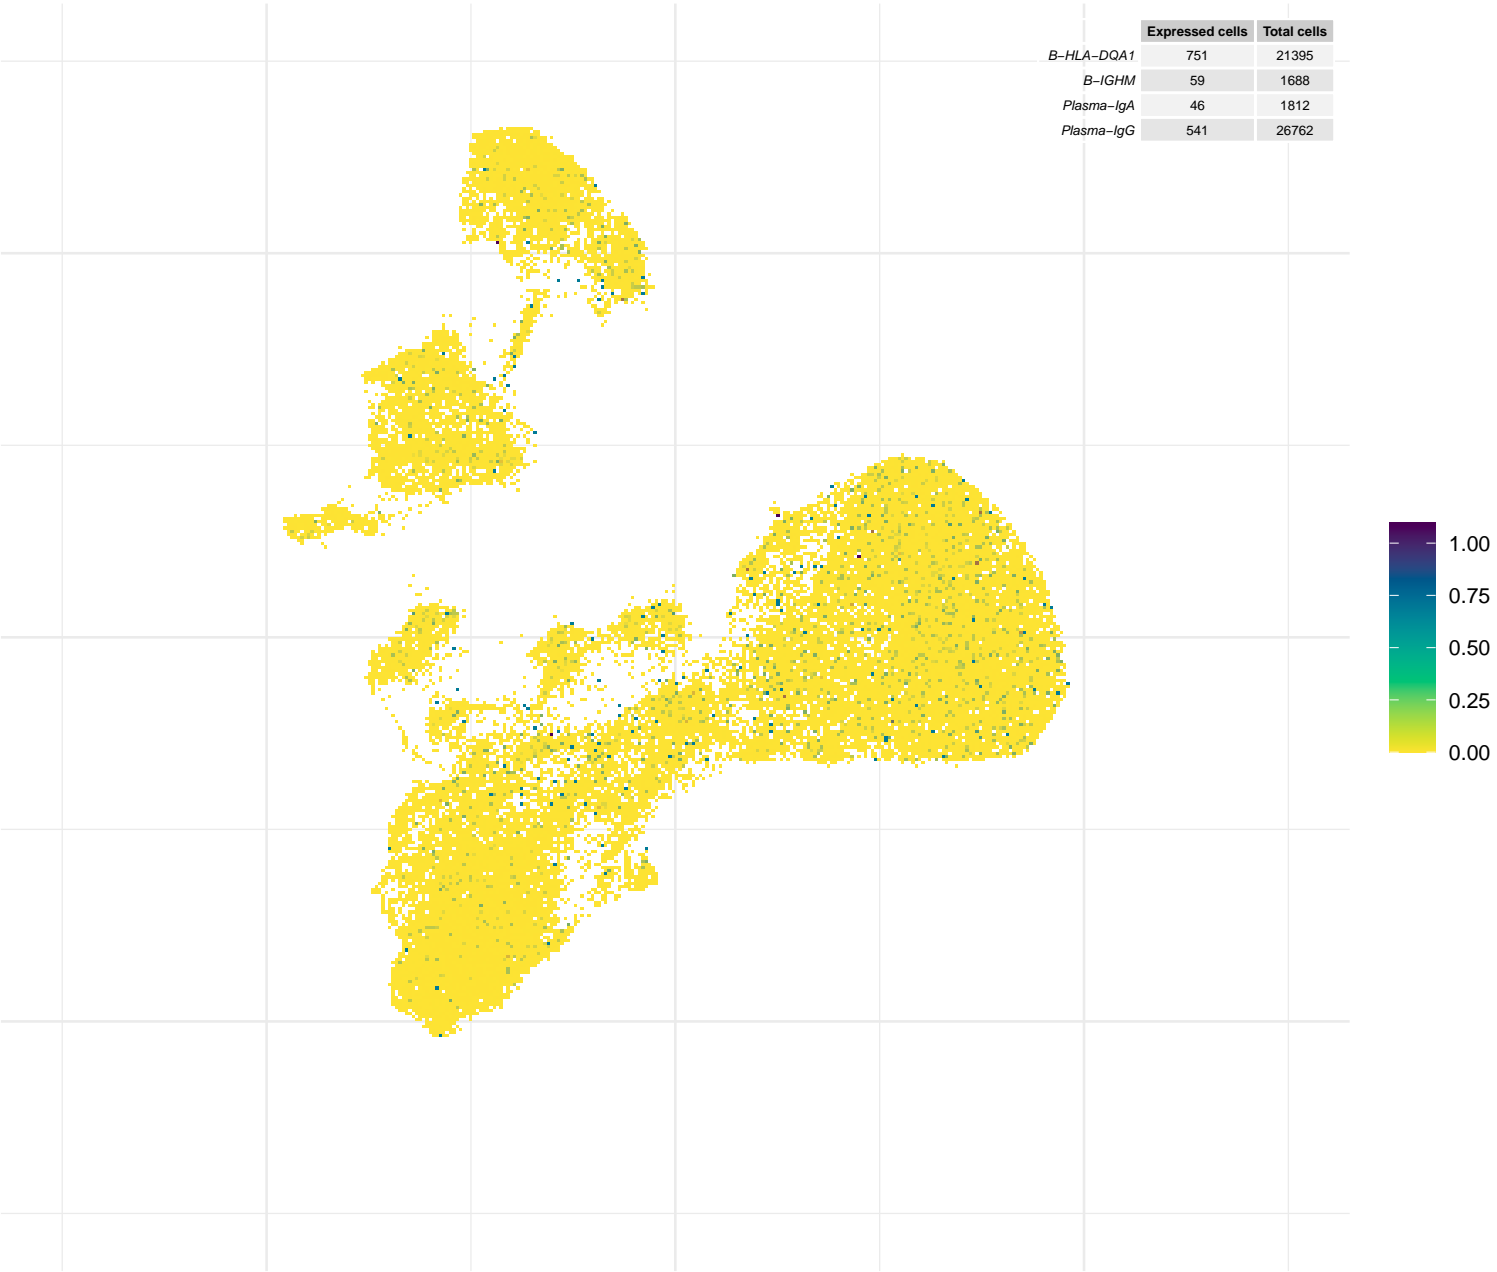 Expressed cells Total cells
B−HLA−DQA1 751 21395
B−IGHM 59 1688
Plasma−IgA 46 1812
Plasma−IgG 541 26762
1.00
0.75
0.50
0.25
0.00